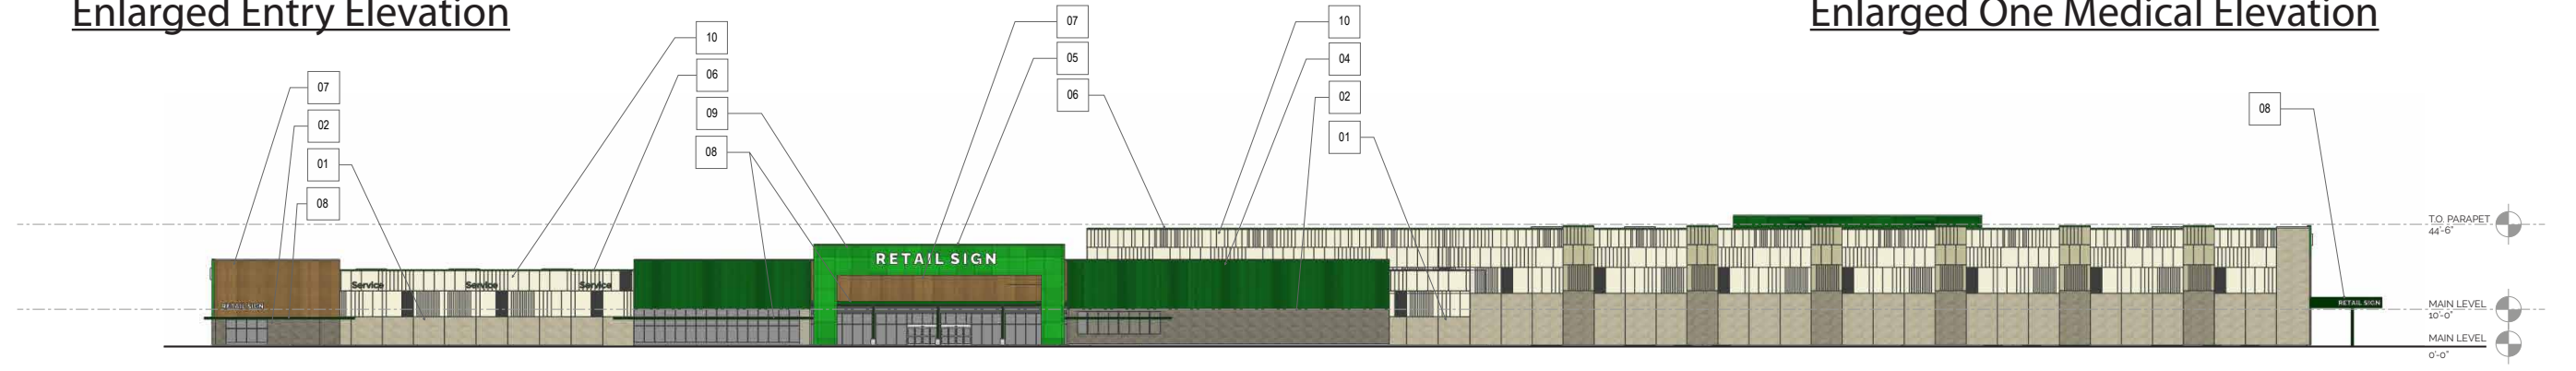 Enlarged Entry Elevation
Enlarged One Medical Elevation
07
02
01
08
10
06
09
08
07
05
06
10
04
02
01
08
RETAIL SIGN
Service
Service
Service
RETAIL SIGN
RETAIL SIGN
T.O. PARAPET
44'-6"
MAIN LEVEL
10'-0"
MAIN LEVEL
0'-0"